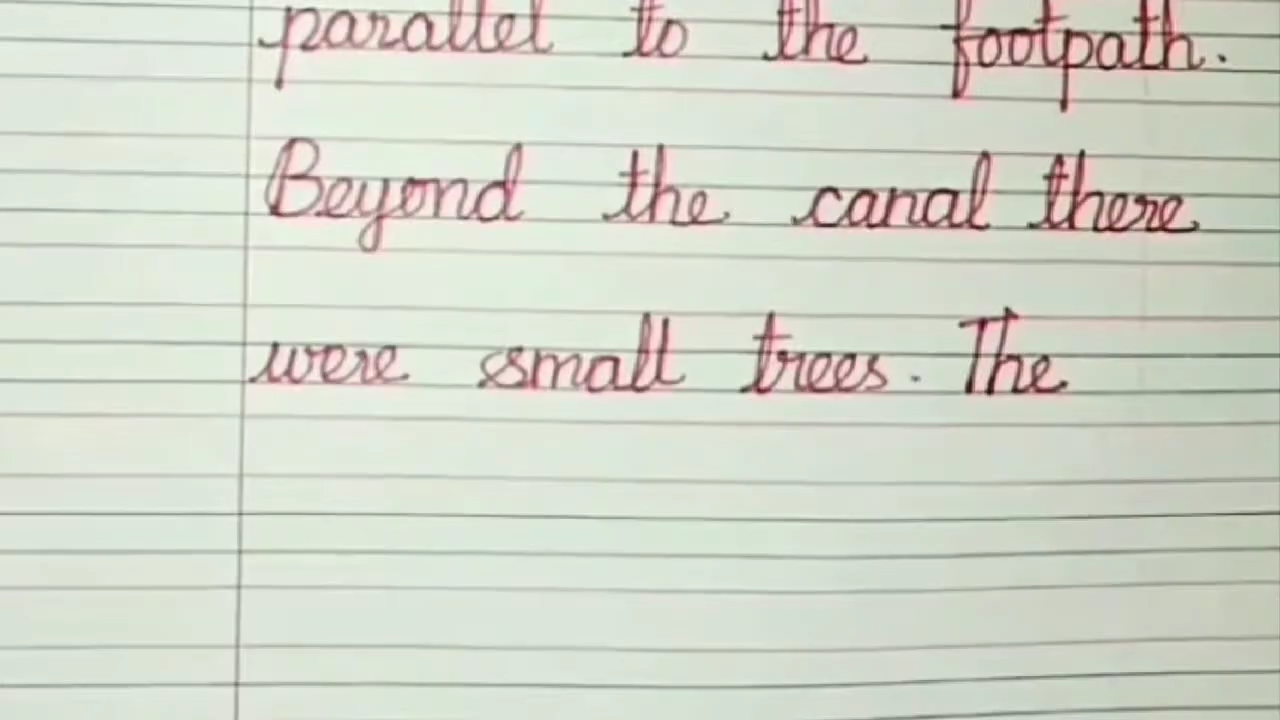 parallel to the footpath.
Beyond the canal there
were small trees. The